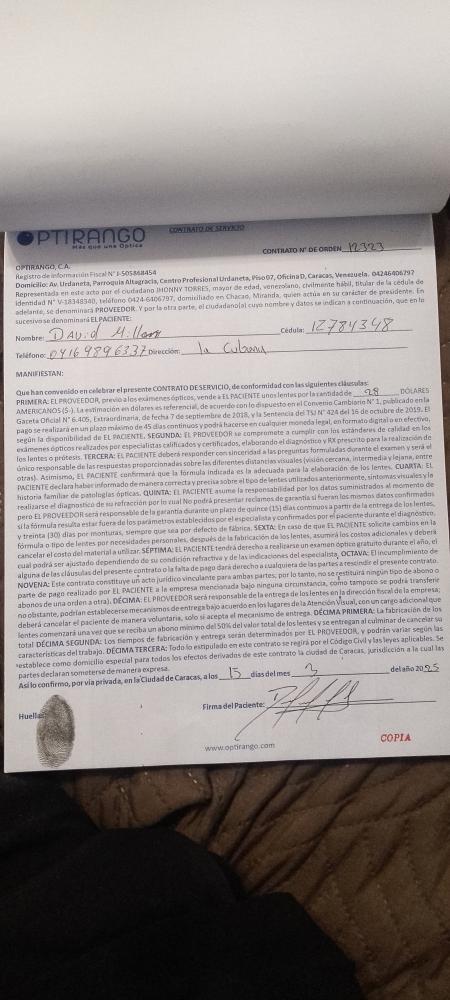 OPTIRANGO
Más que una Óptica
CONTRATO DE SERVICIO
CONTRATO N° DE ORDEN 12323
OPTIRANGO, C.A.
Registro de Información Fiscal N° J-505868454
Domicilio: Av. Urdaneta, Parroquia Altagracia, Centro Profesional Urdaneta, Piso 07, Oficina D, Caracas, Venezuela. 04246406797
Representada en este acto por el ciudadano JHONNY TORRES, mayor de edad, venezolano, civilmente hábil, titular de la cédula de
identidad N° V-18348340, teléfono 0424-6406797, domiciliado en Chacao, Miranda, quien actúa en su carácter de presidente. En
adelante, se denominará PROVEEDOR. Y por la otra parte, el ciudadano(a) cuyo nombre y datos se indican a continuación, que en lo
sucesivo se denominará EL PACIENTE:
Nombre: David Millan Cédula: 12784348
Teléfono: 04169896337 Dirección: la Cubana
MANIFIESTAN:
Que han convenido en celebrar el presente CONTRATO DE SERVICIO, de conformidad con las siguientes cláusulas:
PRIMERA: EL PROVEEDOR, previo a los exámenes ópticos, vende a EL PACIENTE unos lentes por la cantidad de 28 DÓLARES
AMERICANOS ($-). La estimación en dólares es referencial, de acuerdo con lo dispuesto en el Convenio Cambiario N° 1, publicado en la
Gaceta Oficial N° 6.405, Extraordinaria, de fecha 7 de septiembre de 2018, y la Sentencia del TSJ N° 424 del 16 de octubre de 2019. El
pago se realizará en un plazo máximo de 45 días continuos y podrá hacerse en cualquier moneda legal, en formato digital o en efectivo,
según la disponibilidad de EL PACIENTE. SEGUNDA: EL PROVEEDOR se compromete a cumplir con los estándares de calidad en los
exámenes ópticos realizados por especialistas calificados y certificados, elaborando el diagnóstico y RX prescrito para la realización de
los lentes o prótesis. TERCERA: EL PACIENTE deberá responder con sinceridad a las preguntas formuladas durante el examen y será el
único responsable de las respuestas proporcionadas sobre las diferentes distancias visuales (visión cercana, intermedia y lejana, entre
otras). Asimismo, EL PACIENTE confirmará que la fórmula indicada es la adecuada para la elaboración de los lentes. CUARTA: EL
PACIENTE declara haber informado de manera correcta y precisa sobre el tipo de lentes utilizados anteriormente, síntomas visuales y la
historia familiar de patologías ópticas. QUINTA: EL PACIENTE asume la responsabilidad por los datos suministrados al momento de
realizarse el diagnostico de su refracción por lo cual No podrá presentar reclamos de garantía si fueran los mismos datos confirmados
pero EL PROVEEDOR será responsable de la garantía durante un plazo de quince (15) días continuos a partir de la entrega de los lentes,
y treinta (30) días por monturas, siempre que sea por defecto de fábrica. SEXTA: En caso de que EL PACIENTE solicite cambios en la
fórmula o tipo de lentes por necesidades personales, después de la fabricación de los lentes, asumirá los costos adicionales y deberá
cancelar el costo del material a utilizar. SÉPTIMA: EL PACIENTE tendrá derecho a realizarse un examen óptico gratuito durante el año, el
cual podrá ser ajustado dependiendo de su condición refractiva y de las indicaciones del especialista. OCTAVA: El incumplimiento de
alguna de las cláusulas del presente contrato o la falta de pago dará derecho a cualquiera de las partes a rescindir el presente contrato.
NOVENA: Este contrato constituye un acto jurídico vinculante para ambas partes; por lo tanto, no se restituirá ningún tipo de abono o
parte de pago realizado por EL PACIENTE a la empresa mencionada bajo ninguna circunstancia, como tampoco se podrá transferir
abonos de una orden a otra). DÉCIMA: EL PROVEEDOR será responsable de la entrega de los lentes en la dirección fiscal de la empresa;
no obstante, podrían establecerse mecanismos de entrega bajo acuerdo en los lugares de la Atención Visual, con un cargo adicional que
deberá cancelar el paciente de manera voluntaria, solo si acepta el mecanismo de entrega. DÉCIMA PRIMERA: La fabricación de los
lentes comenzará una vez que se reciba un abono mínimo del 50% del valor total de los lentes y se entregan al culminar de cancelar su
total DÉCIMA SEGUNDA: Los tiempos de fabricación y entrega serán determinados por EL PROVEEDOR, y podrán variar según las
características del trabajo. DÉCIMA TERCERA: Todo lo estipulado en este contrato se regirá por el Código Civil y las leyes aplicables. Se
establece como domicilio especial para todos los efectos derivados de este contrato la ciudad de Caracas, jurisdicción a la cual las
partes declaran someterse de manera expresa.
Así lo confirmo, por vía privada, en la Ciudad de Caracas, a los 15 días del mes 3 del año 2025
Huellas
Firma del Paciente:
www.optirango.com
COPIA